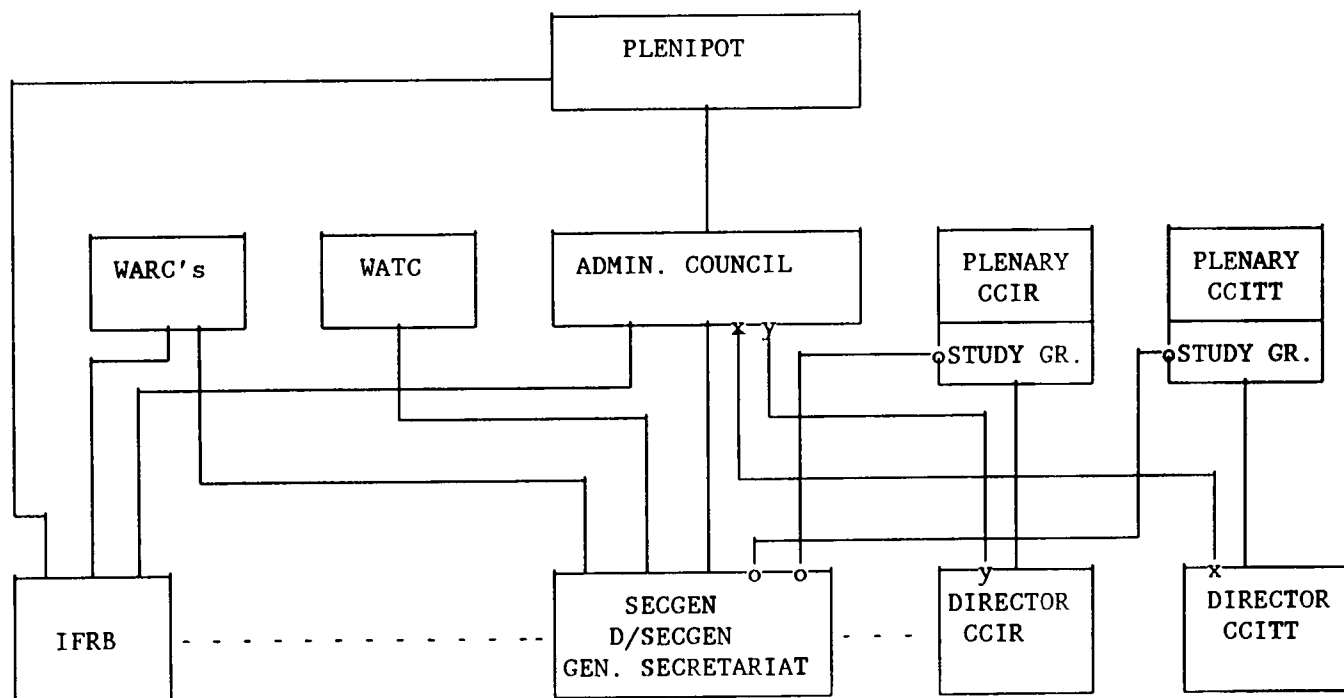 PLENIPOT
WARC's
WATC
ADMIN. COUNCIL
x y
PLENARY
CCIR
STUDY GR.
o
PLENARY
CCITT
STUDY GR.
o
o o
y
x
IFRB
SECGEN
D/SECGEN
GEN. SECRETARIAT
DIRECTOR
CCIR
DIRECTOR
CCITT